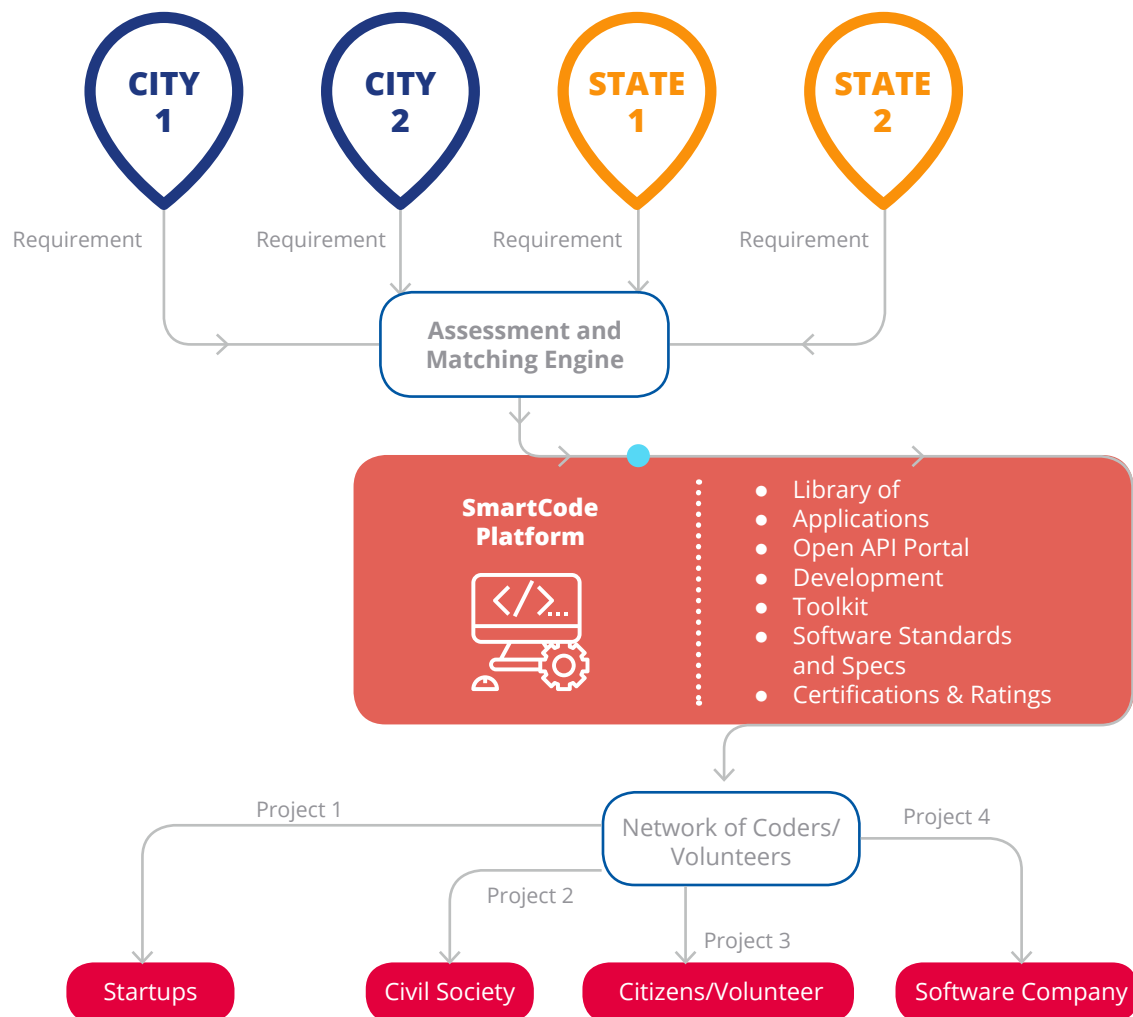 CITY
1
CITY
2
STATE
1
STATE
2
Requirement
Requirement
Requirement
Requirement
Assessment and
Matching Engine
SmartCode
Platform
</>...
● Library of
● Applications
● Open API Portal
● Development
● Toolkit
● Software Standards
and Specs
● Certifications & Ratings
Network of Coders/
Volunteers
Project 1
Project 2
Project 3
Project 4
Startups
Civil Society
Citizens/Volunteer
Software Company